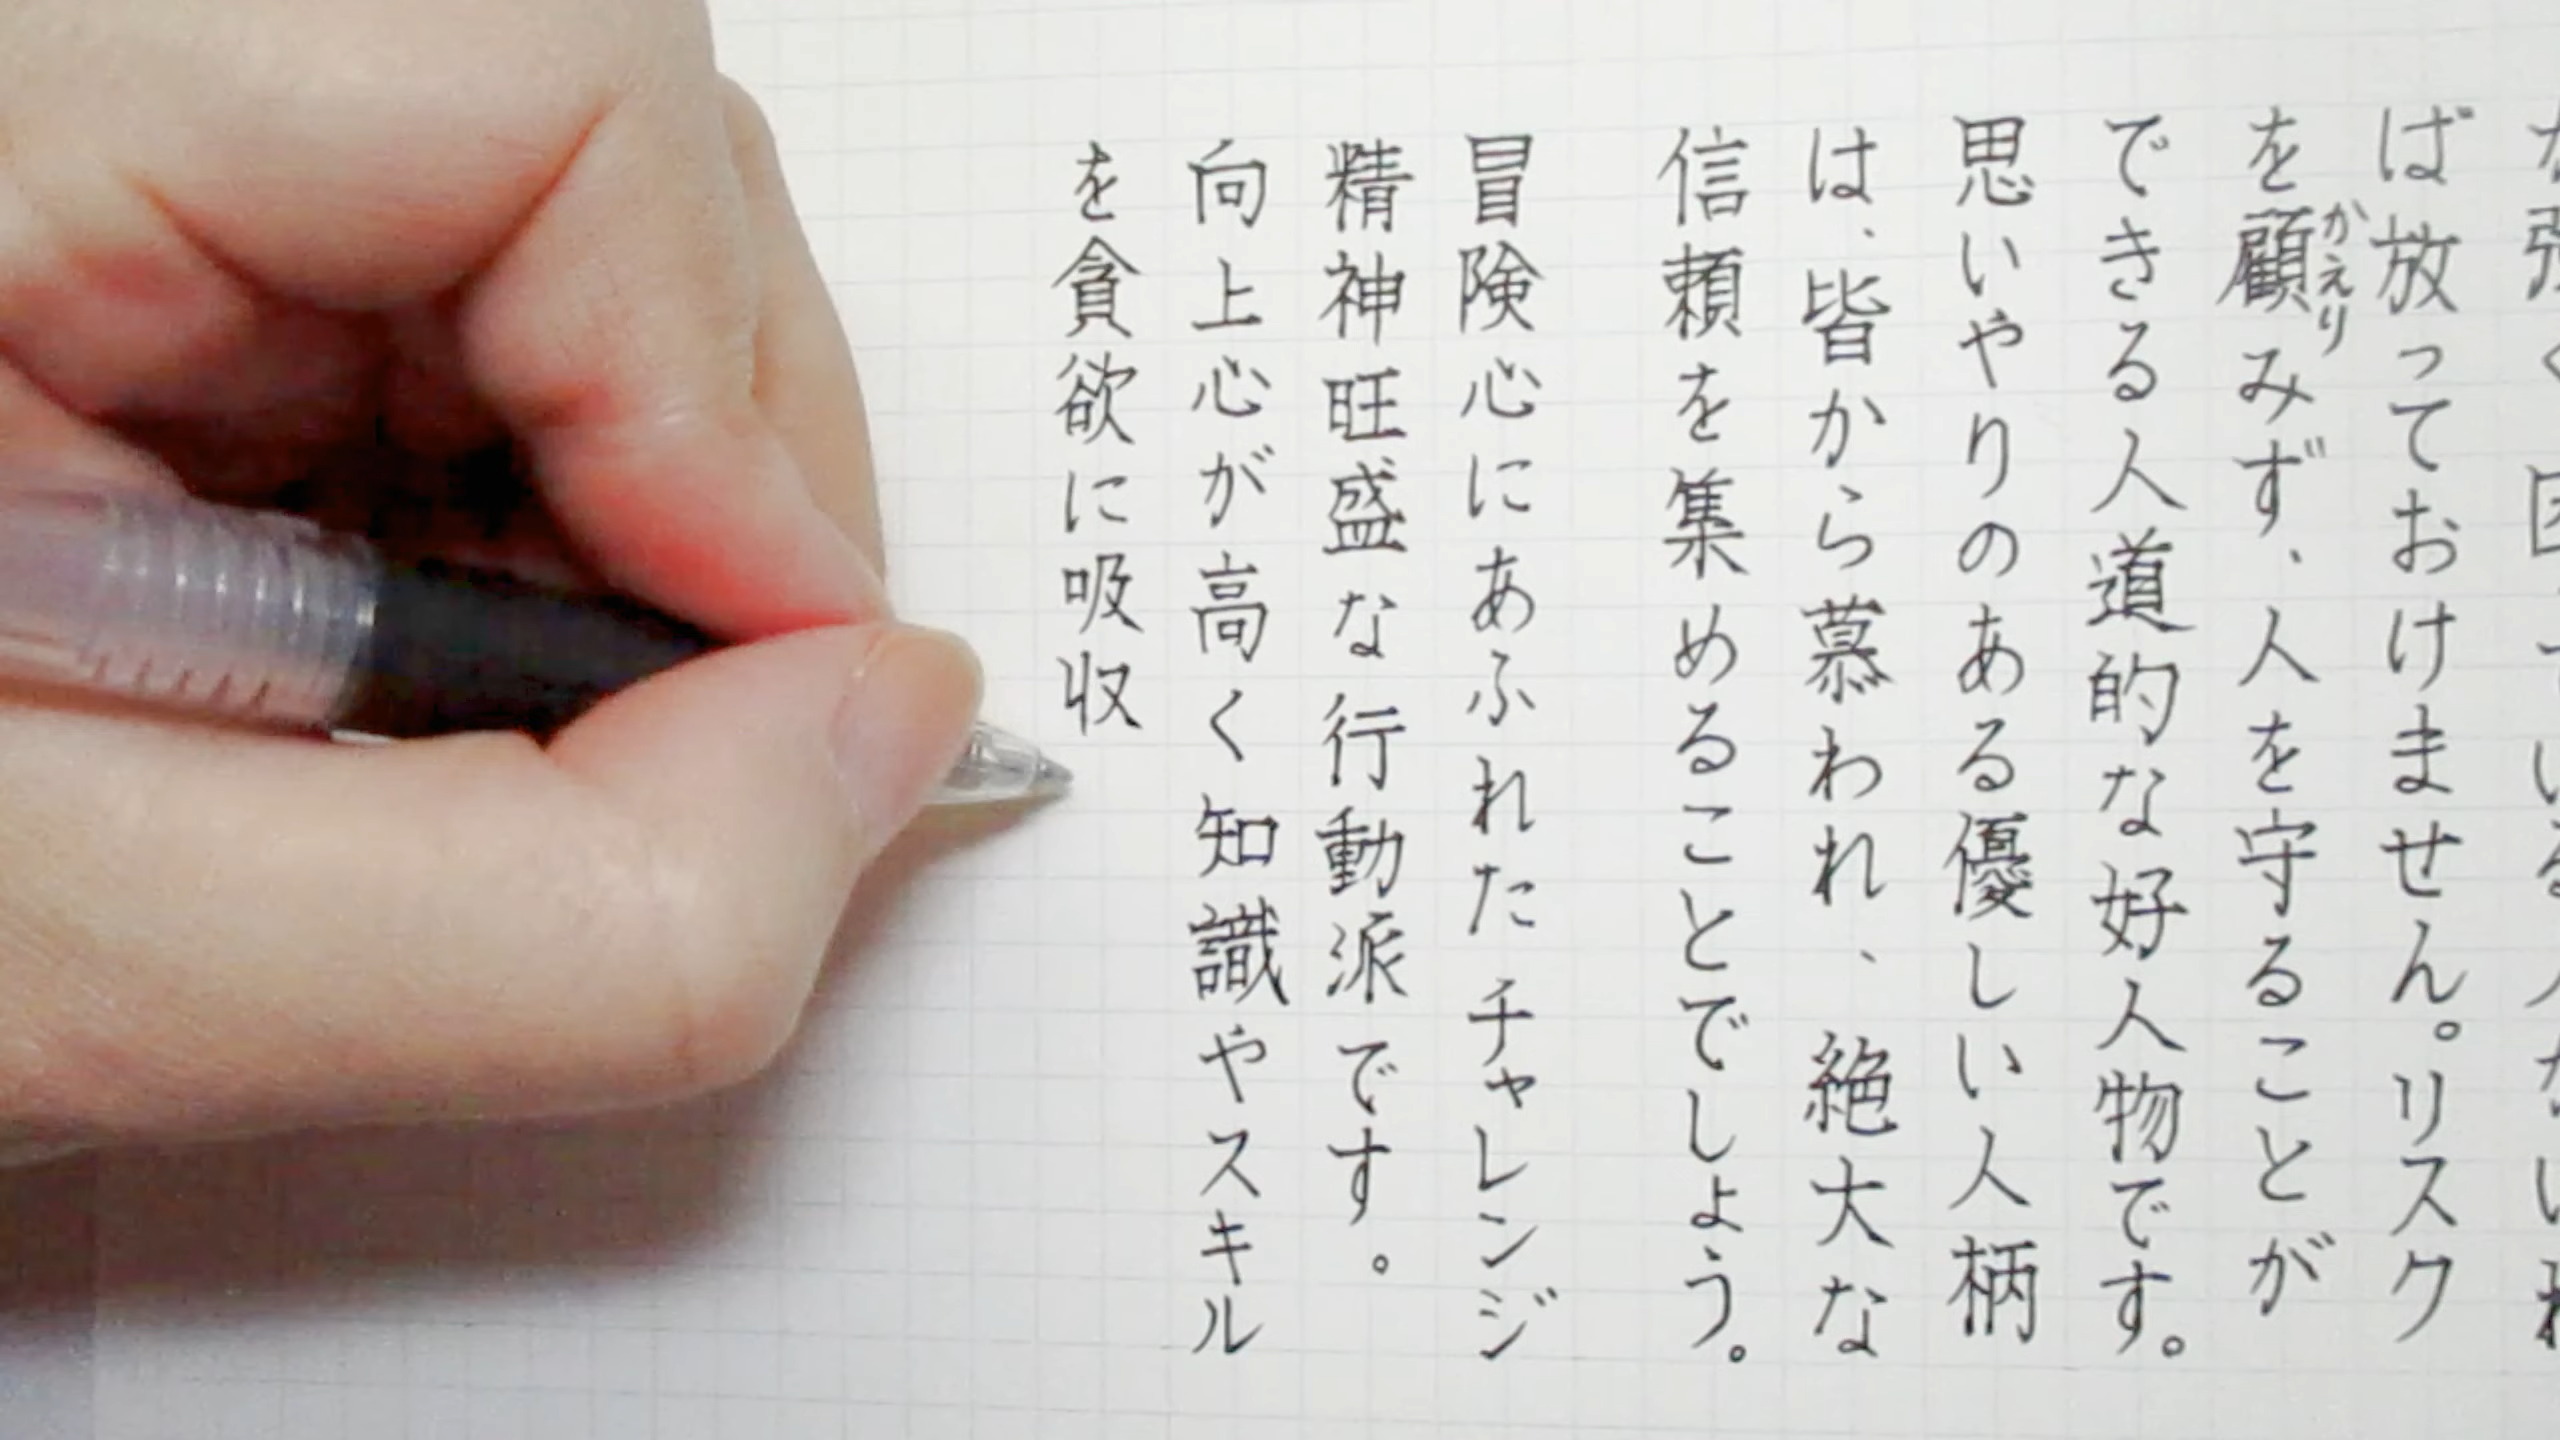 ば放っておけません。リスク
を顧かえりみず、人を守ることが
できる人道的な好人物です。
思いやりのある優しい人柄
は、皆から慕われ、絶大な
信頼を集めることでしょう。
冒険心にあふれたチャレンジ
精神旺盛な行動派です。
向上心が高く知識やスキル
を貪欲に吸収